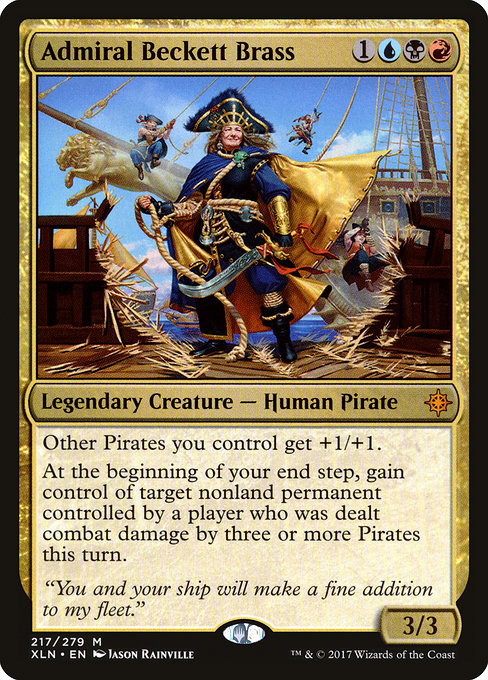 Admiral Beckett Brass 1
Legendary Creature — Human Pirate
Other Pirates you control get +1/+1.
At the beginning of your end step, gain
control of target nonland permanent
controlled by a player who was dealt
combat damage by three or more Pirates
this turn.
“You and your ship will make a fine addition
to my fleet.”
3/3
217/279 M
XLN • EN Jason Rainville
™ & © 2017 Wizards of the Coast